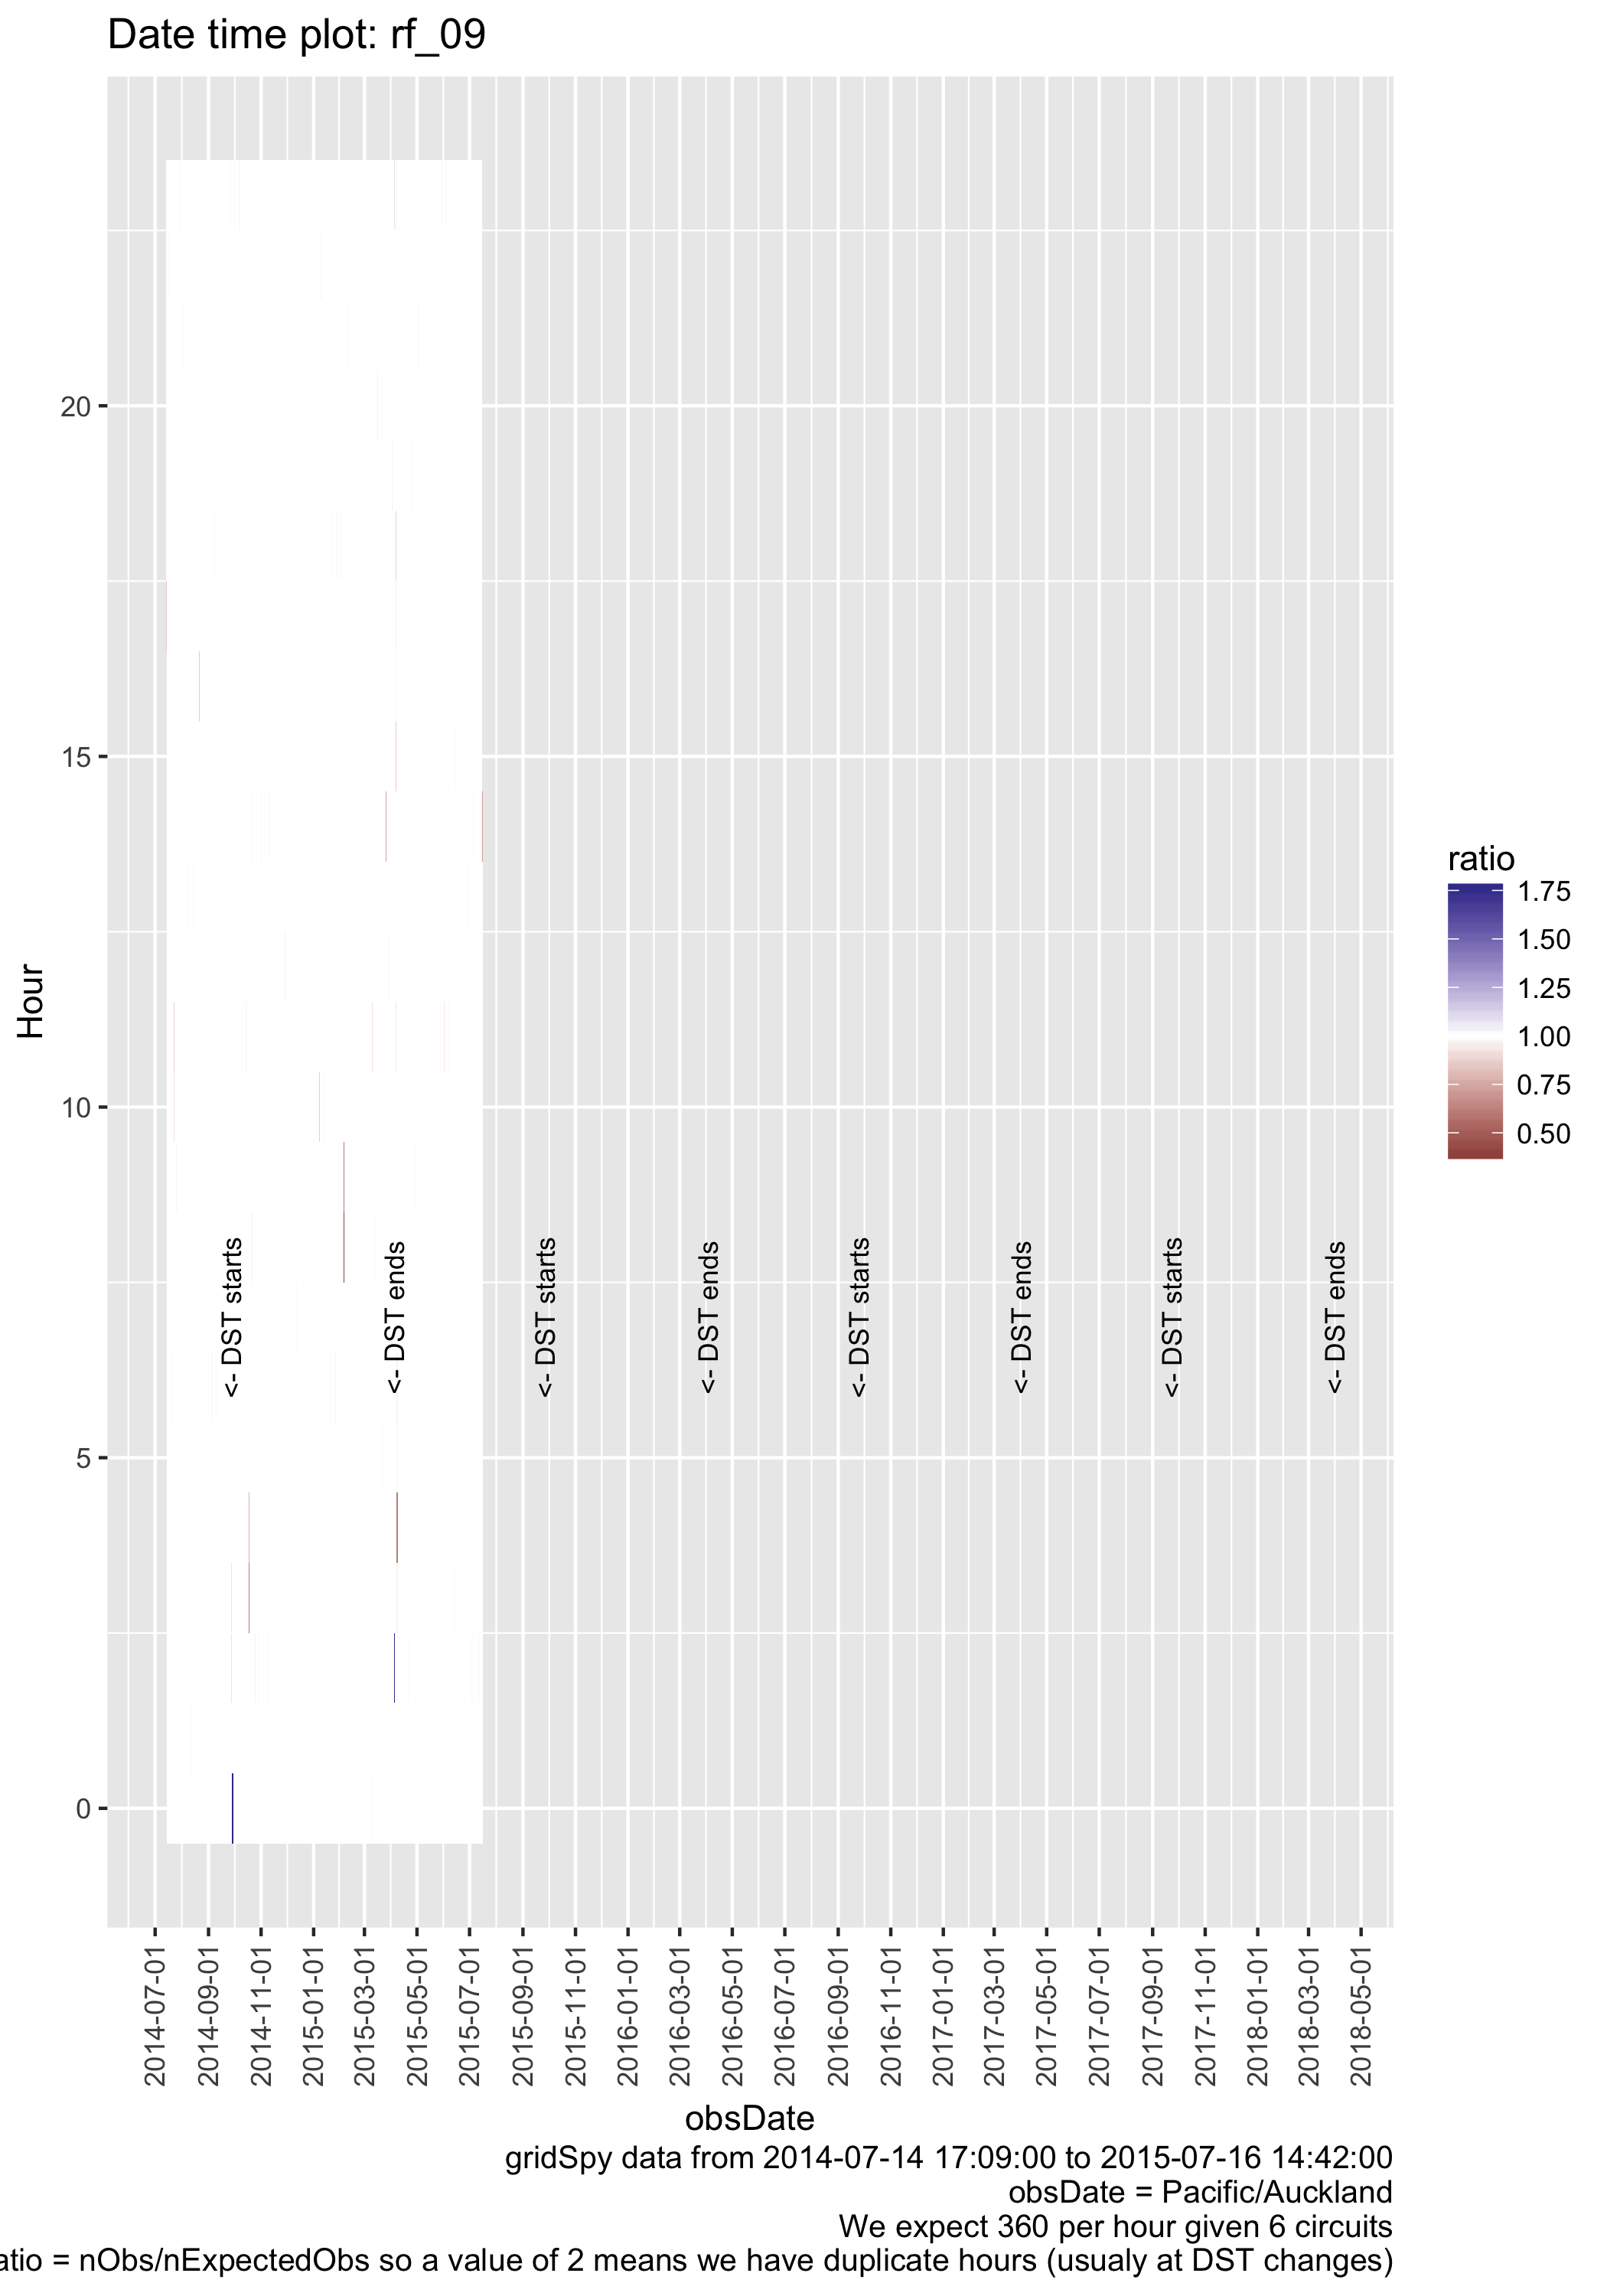 Date time plot: rf_09
Hour
20
15
10
5
0
<- DST starts
<- DST ends
<- DST starts
<- DST ends
<- DST starts
<- DST ends
<- DST starts
<- DST ends
ratio
1.75
1.50
1.25
1.00
0.75
0.50
2014-07-01
2014-09-01
2014-11-01
2015-01-01
2015-03-01
2015-05-01
2015-07-01
2015-09-01
2015-11-01
2016-01-01
2016-03-01
2016-05-01
2016-07-01
2016-09-01
2016-11-01
2017-01-01
2017-03-01
2017-05-01
2017-07-01
2017-09-01
2017-11-01
2018-01-01
2018-03-01
2018-05-01
obsDate
gridSpy data from 2014-07-14 17:09:00 to 2015-07-16 14:42:00
obsDate = Pacific/Auckland
We expect 360 per hour given 6 circuits
atio = nObs/nExpectedObs so a value of 2 means we have duplicate hours (usualy at DST changes)